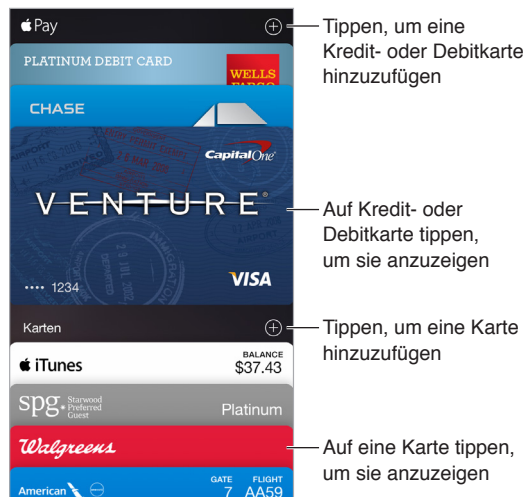 Pay
Tippen, um eine
Kredit- oder Debitkarte
hinzuzufügen
PLATINUM DEBIT CARD
WELLS
FARGO
CHASE
Capital One
VENTURE®
Auf Kredit- oder
Debitkarte tippen,
um sie anzuzeigen
•••• 1234
VISA
Karten
Tippen, um eine Karte
hinzuzufügen
iTunes
BALANCE
$37.43
spg. Starwood
Preferred
Guest
Platinum
Walgreens
Auf eine Karte tippen,
um sie anzuzeigen
American
GATE FLIGHT
7 AA59